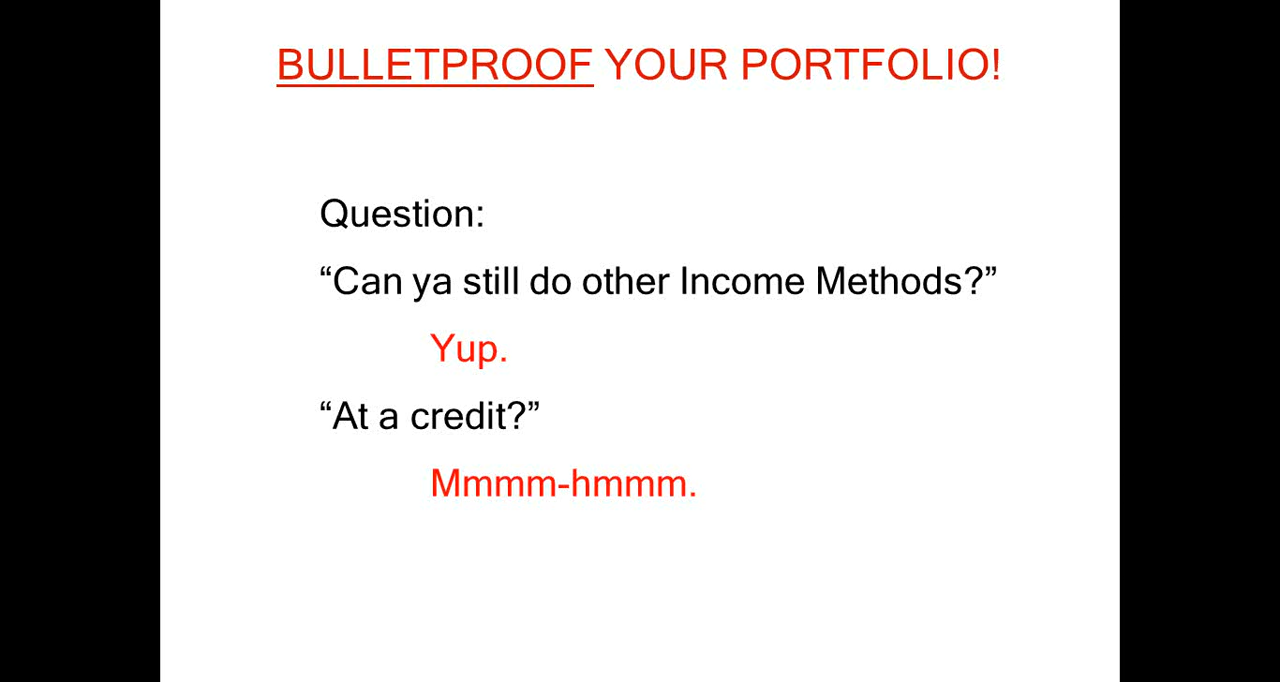 BULLETPROOF YOUR PORTFOLIO!
Question:
“Can ya still do other Income Methods?”
Yup.
“At a credit?”
Mmmm-hmmm.